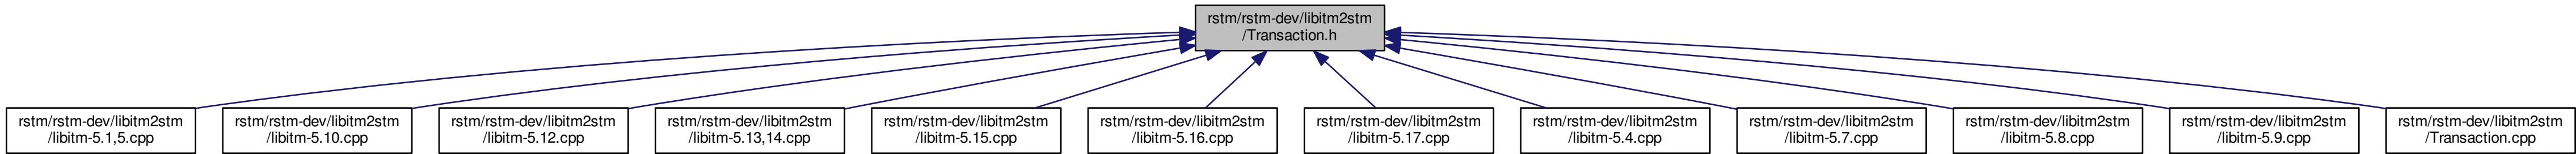 rstm/rstm-dev/libitm2stm
/Transaction.h
rstm/rstm-dev/libitm2stm
/libitm-5.1,5.cpp
rstm/rstm-dev/libitm2stm
/libitm-5.10.cpp
rstm/rstm-dev/libitm2stm
/libitm-5.12.cpp
rstm/rstm-dev/libitm2stm
/libitm-5.13,14.cpp
rstm/rstm-dev/libitm2stm
/libitm-5.15.cpp
rstm/rstm-dev/libitm2stm
/libitm-5.16.cpp
rstm/rstm-dev/libitm2stm
/libitm-5.17.cpp
rstm/rstm-dev/libitm2stm
/libitm-5.4.cpp
rstm/rstm-dev/libitm2stm
/libitm-5.7.cpp
rstm/rstm-dev/libitm2stm
/libitm-5.8.cpp
rstm/rstm-dev/libitm2stm
/libitm-5.9.cpp
rstm/rstm-dev/libitm2stm
/Transaction.cpp